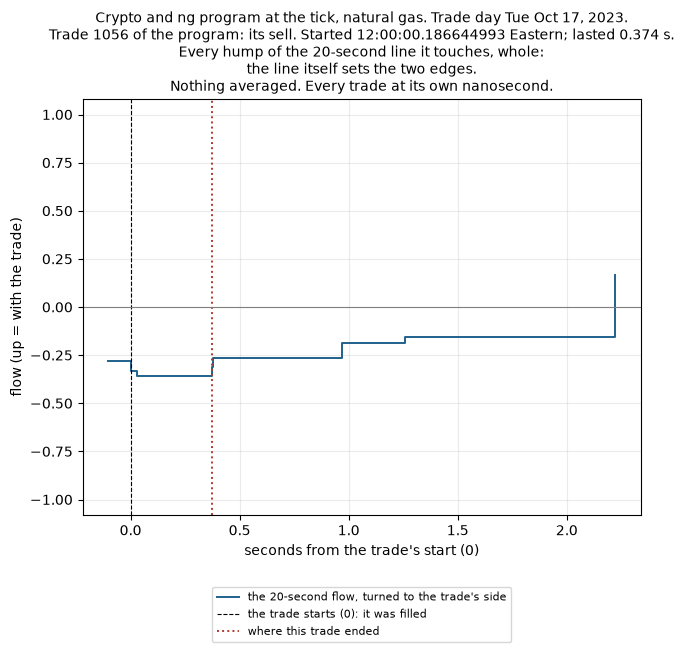 Crypto and ng program at the tick, natural gas. Trade day Tue Oct 17, 2023.
Trade 1056 of the program: its sell. Started 12:00:00.186644993 Eastern; lasted 0.374 s.
Every hump of the 20-second line it touches, whole:
the line itself sets the two edges.
Nothing averaged. Every trade at its own nanosecond.
1.00
0.75
0.50
0.25
0.00
−0.25
−0.50
−0.75
−1.00
flow (up = with the trade)
0.0 0.5 1.0 1.5 2.0
seconds from the trade's start (0)
the 20-second flow, turned to the trade's side
the trade starts (0): it was filled
where this trade ended